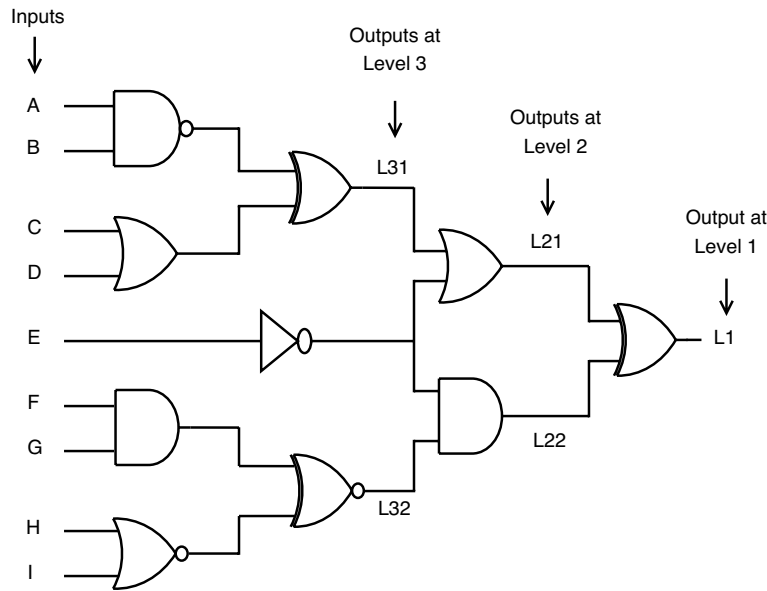 Inputs
Outputs at
Level 3
Outputs at
Level 2
Output at
Level 1
A
B
C
D
E
F
G
H
I
L31
L32
L21
L22
L1